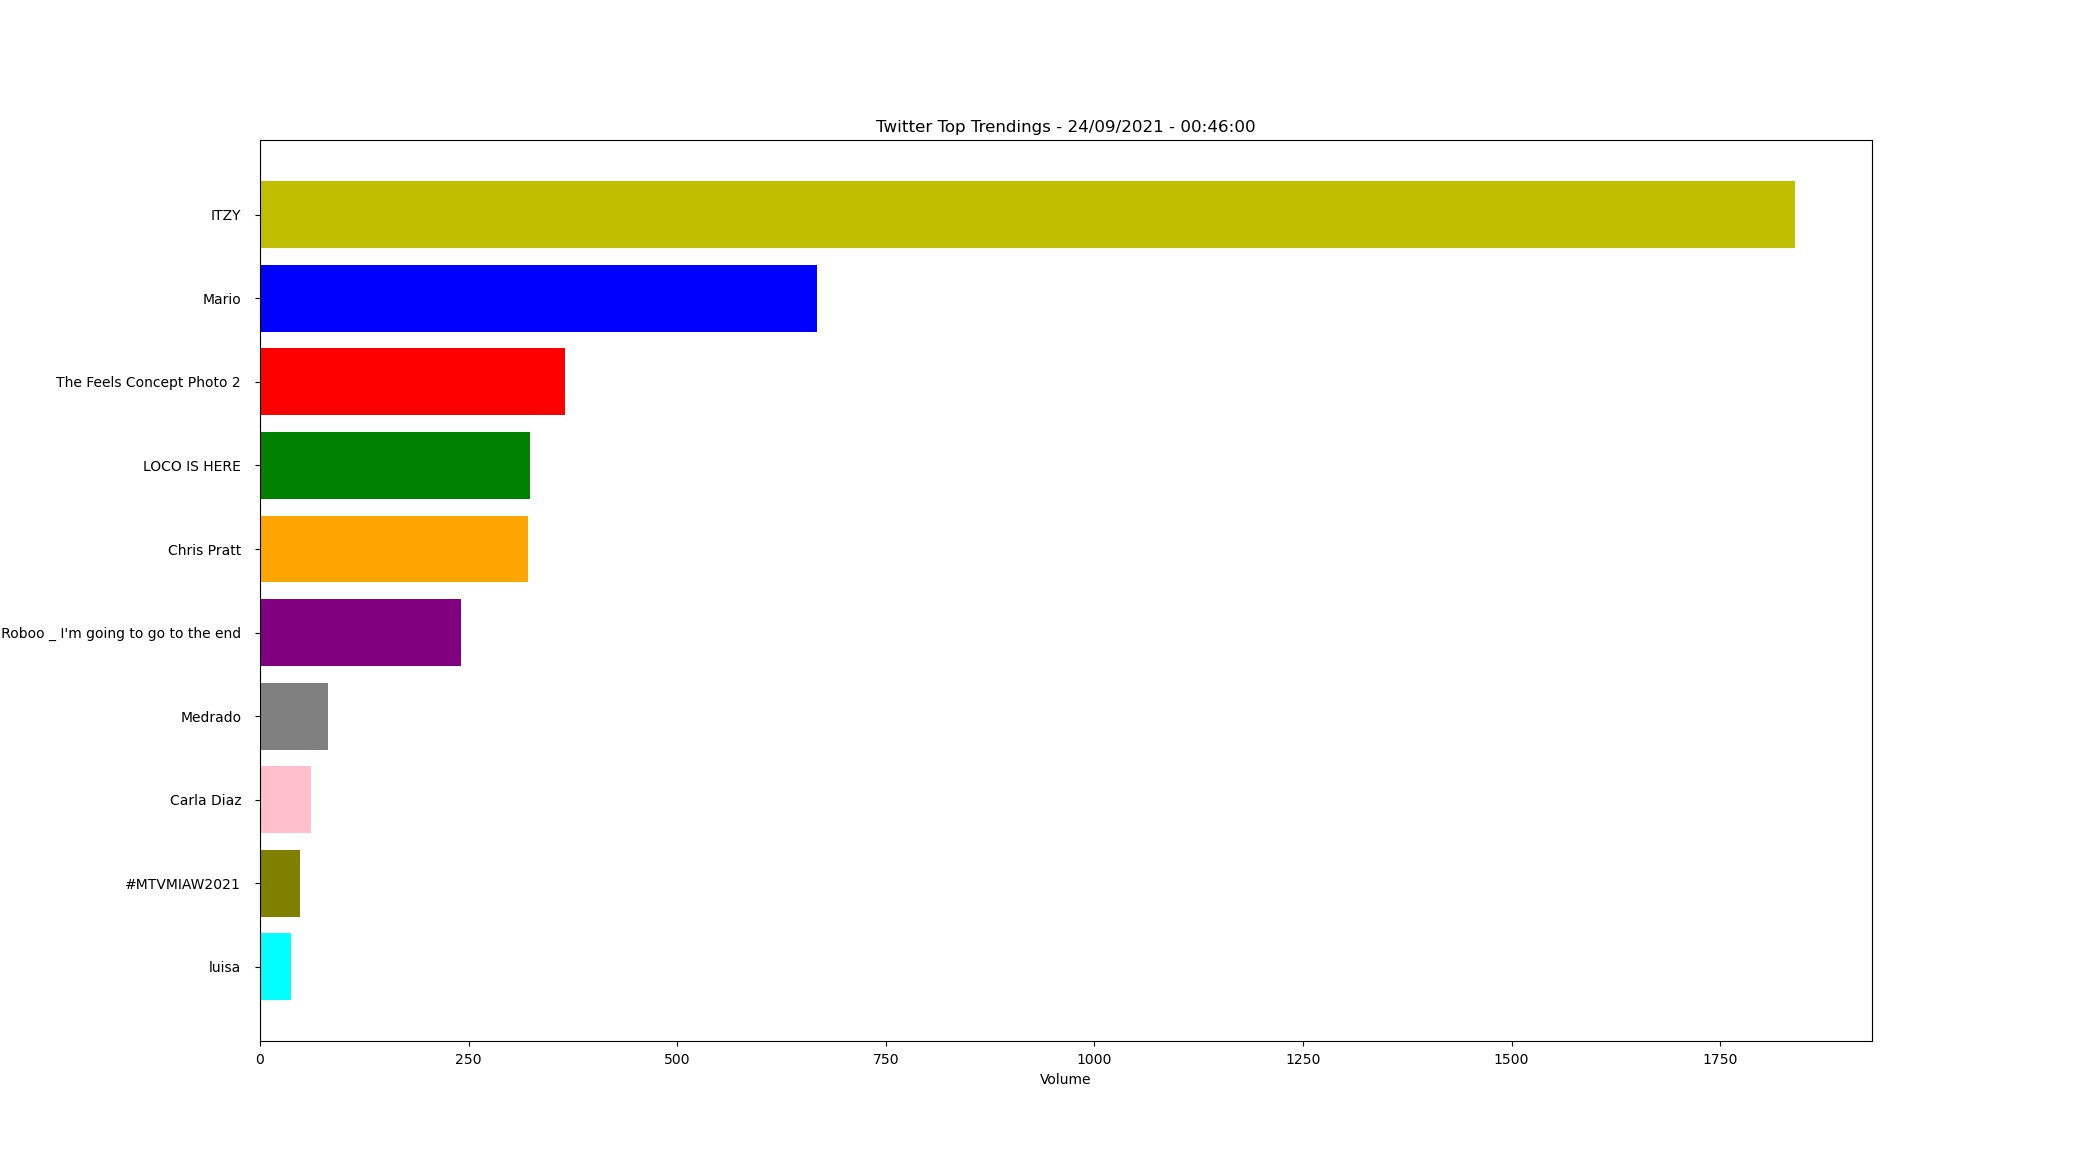 Twitter Top Trendings - 24/09/2021 - 00:46:00
ITZY
Mario
The Feels Concept Photo 2
LOCO IS HERE
Chris Pratt
Roboo _ I'm going to go to the end
Medrado
Carla Diaz
#MTVMIAW2021
luisa
0 250 500 750 1000 1250 1500 1750
Volume